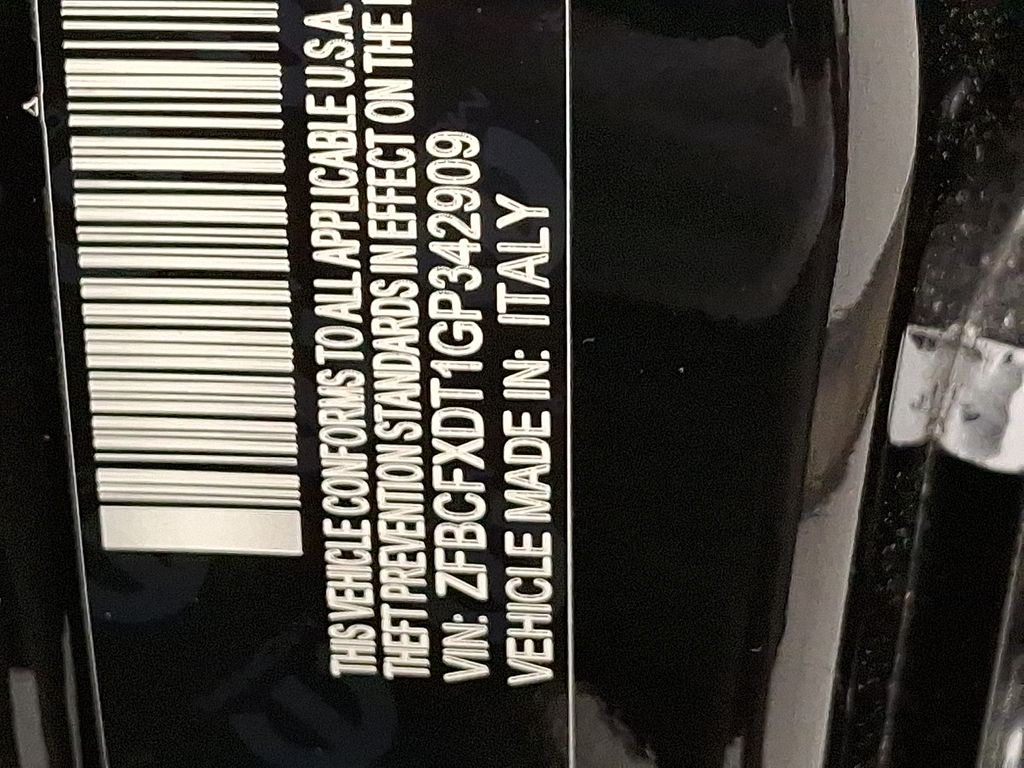 THIS VEHICLE CONFORMS TO ALL APPLICABLE U.S.A.
THEFT PREVENTION STANDARDS IN EFFECT ON THE
VIN: ZFBCFXDT1GP342909
VEHICLE MADE IN: ITALY